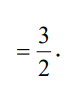 = 3/2.